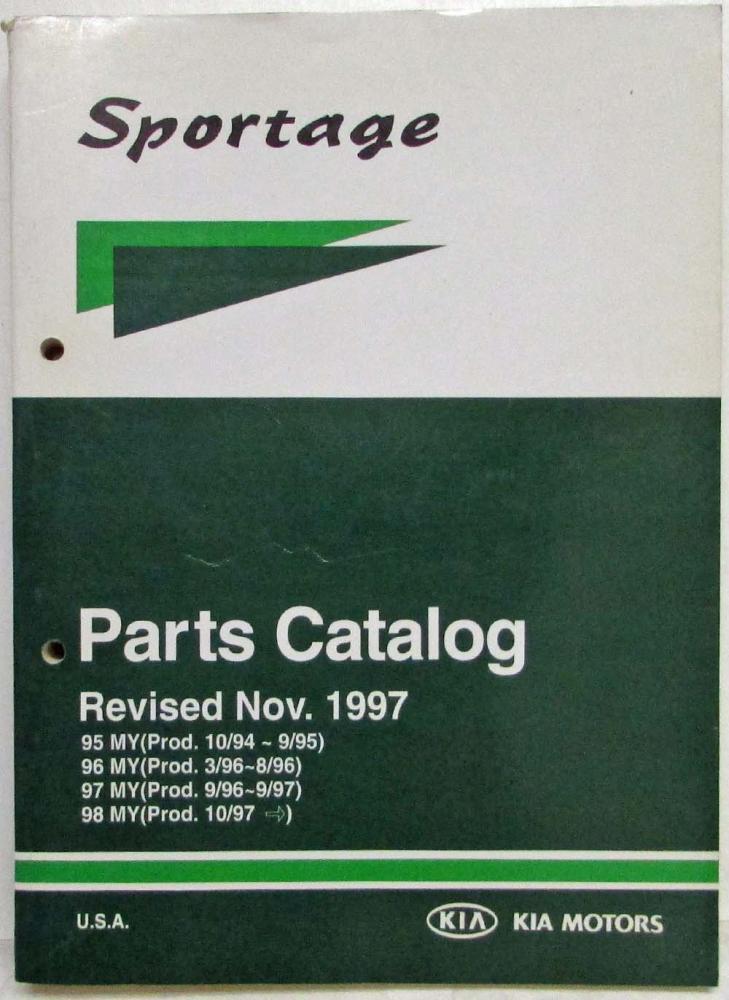 Sportage
Parts Catalog
Revised Nov. 1997
95 MY(Prod. 10/94 ~ 9/95)
96 MY(Prod. 3/96~8/96)
97 MY(Prod. 9/96~9/97)
98 MY(Prod. 10/97 ⇨)
U.S.A.
KIA KIA MOTORS